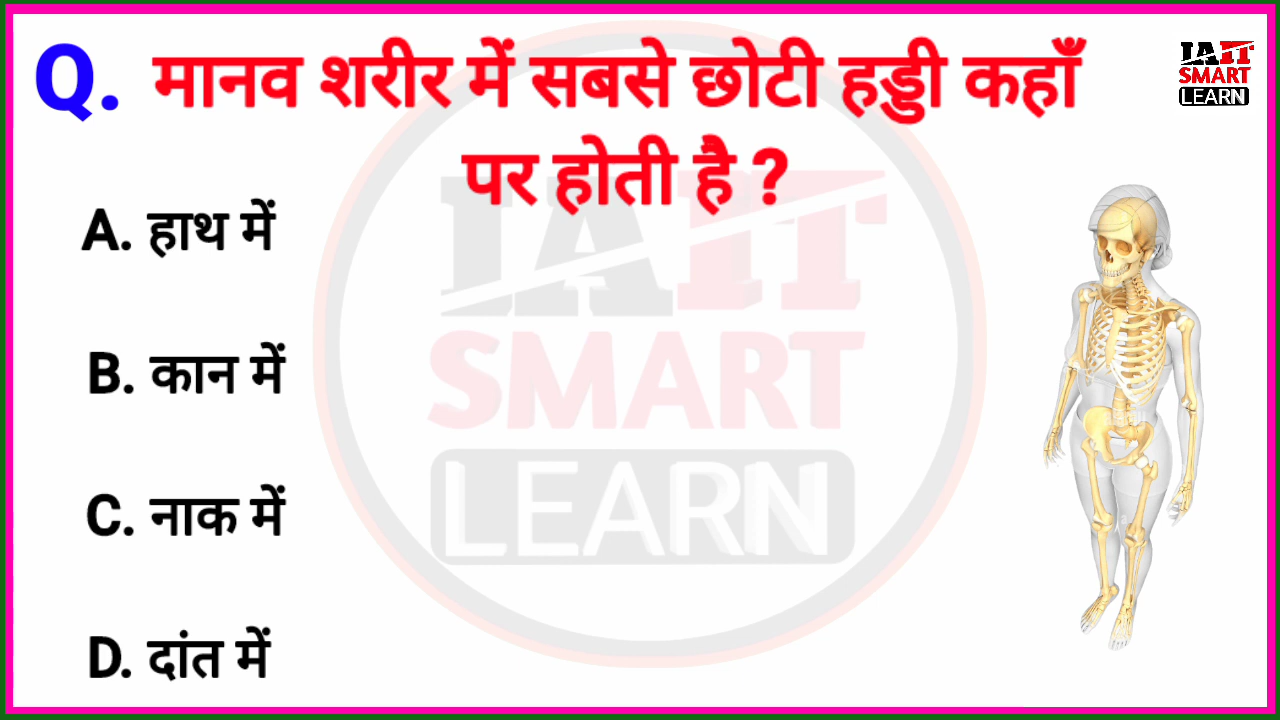 Q. मानव शरीर में सबसे छोटी हड्डी कहाँ
पर होती है ?
IAIT
SMART
LEARN
A. हाथ में
B. कान में
C. नाक में
D. दांत में
IAIT
SMART
LEARN